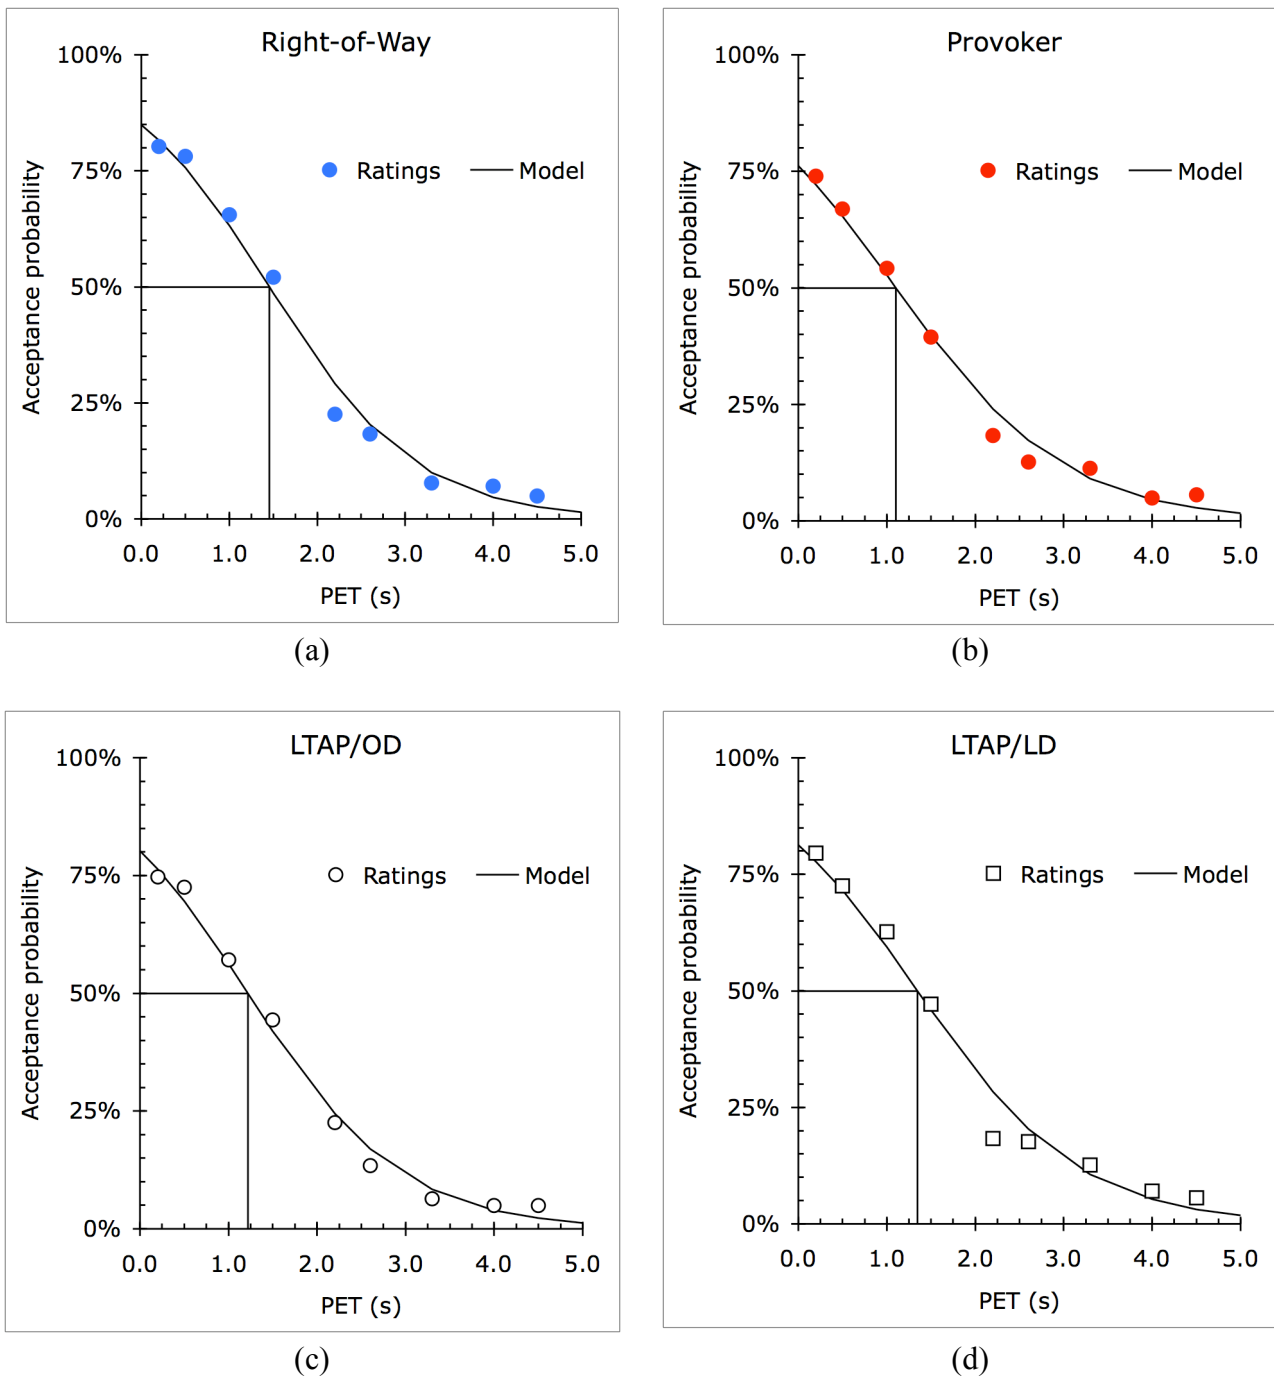 Right-of-Way
100%
75%
50%
25%
0%
Acceptance probability
Ratings
Model
0.0 1.0 2.0 3.0 4.0 5.0
PET (s)
(a)
Provoker
100%
75%
50%
25%
0%
Acceptance probability
Ratings
Model
0.0 1.0 2.0 3.0 4.0 5.0
PET (s)
(b)
LTAP/OD
100%
75%
50%
25%
0%
Acceptance probability
Ratings
Model
0.0 1.0 2.0 3.0 4.0 5.0
PET (s)
(c)
LTAP/LD
100%
75%
50%
25%
0%
Acceptance probability
Ratings
Model
0.0 1.0 2.0 3.0 4.0 5.0
PET (s)
(d)